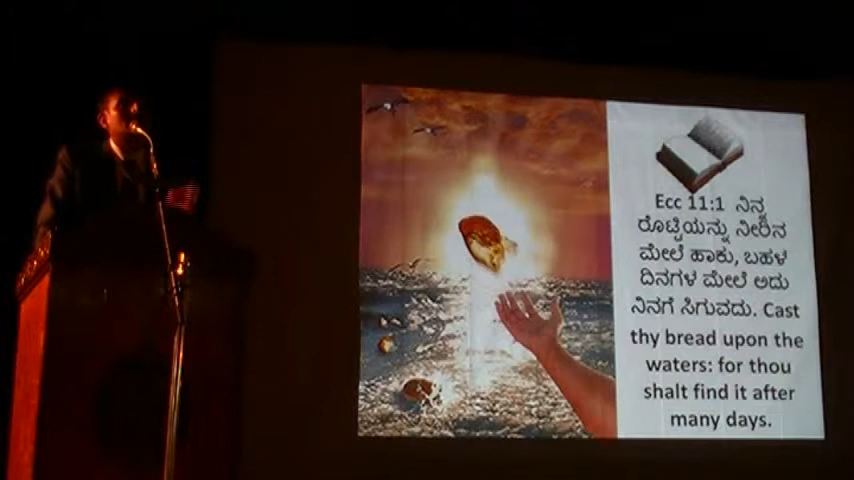 Ecc 11:1 ನಿನ್ನ
ರೊಟ್ಟಿಯನ್ನು ನೀರಿನ
ಮೇಲೆ ಹಾಕು, ಬಹಳ
ದಿನಗಳ ಮೇಲೆ ಅದು
ನಿನಗೆ ಸಿಗುವದು. Cast
thy bread upon the
waters: for thou
shalt find it after
many days.